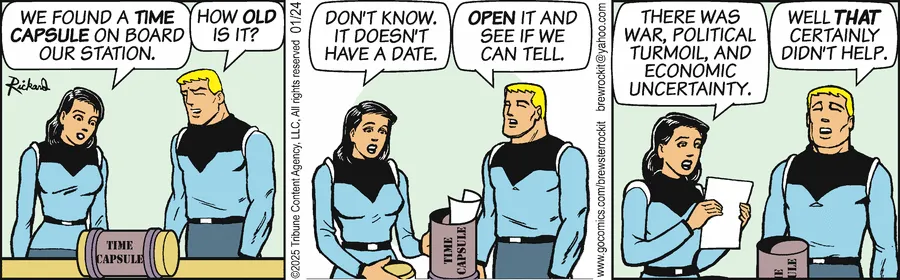 WE FOUND A TIME
CAPSULE ON BOARD
OUR STATION.
HOW OLD
IS IT?
Rickard
TIME
CAPSULE
©2025 Tribune Content Agency, LLC, All rights reserved 01/24
DON'T KNOW.
IT DOESN'T
HAVE A DATE.
OPEN IT AND
SEE IF WE
CAN TELL.
TIME
CAPSULE
www.gocomics.com/brewsterrockit brewrockit@yahoo.com
THERE WAS
WAR, POLITICAL
TURMOIL, AND
ECONOMIC
UNCERTAINTY.
WELL THAT
CERTAINLY
DIDN'T HELP.